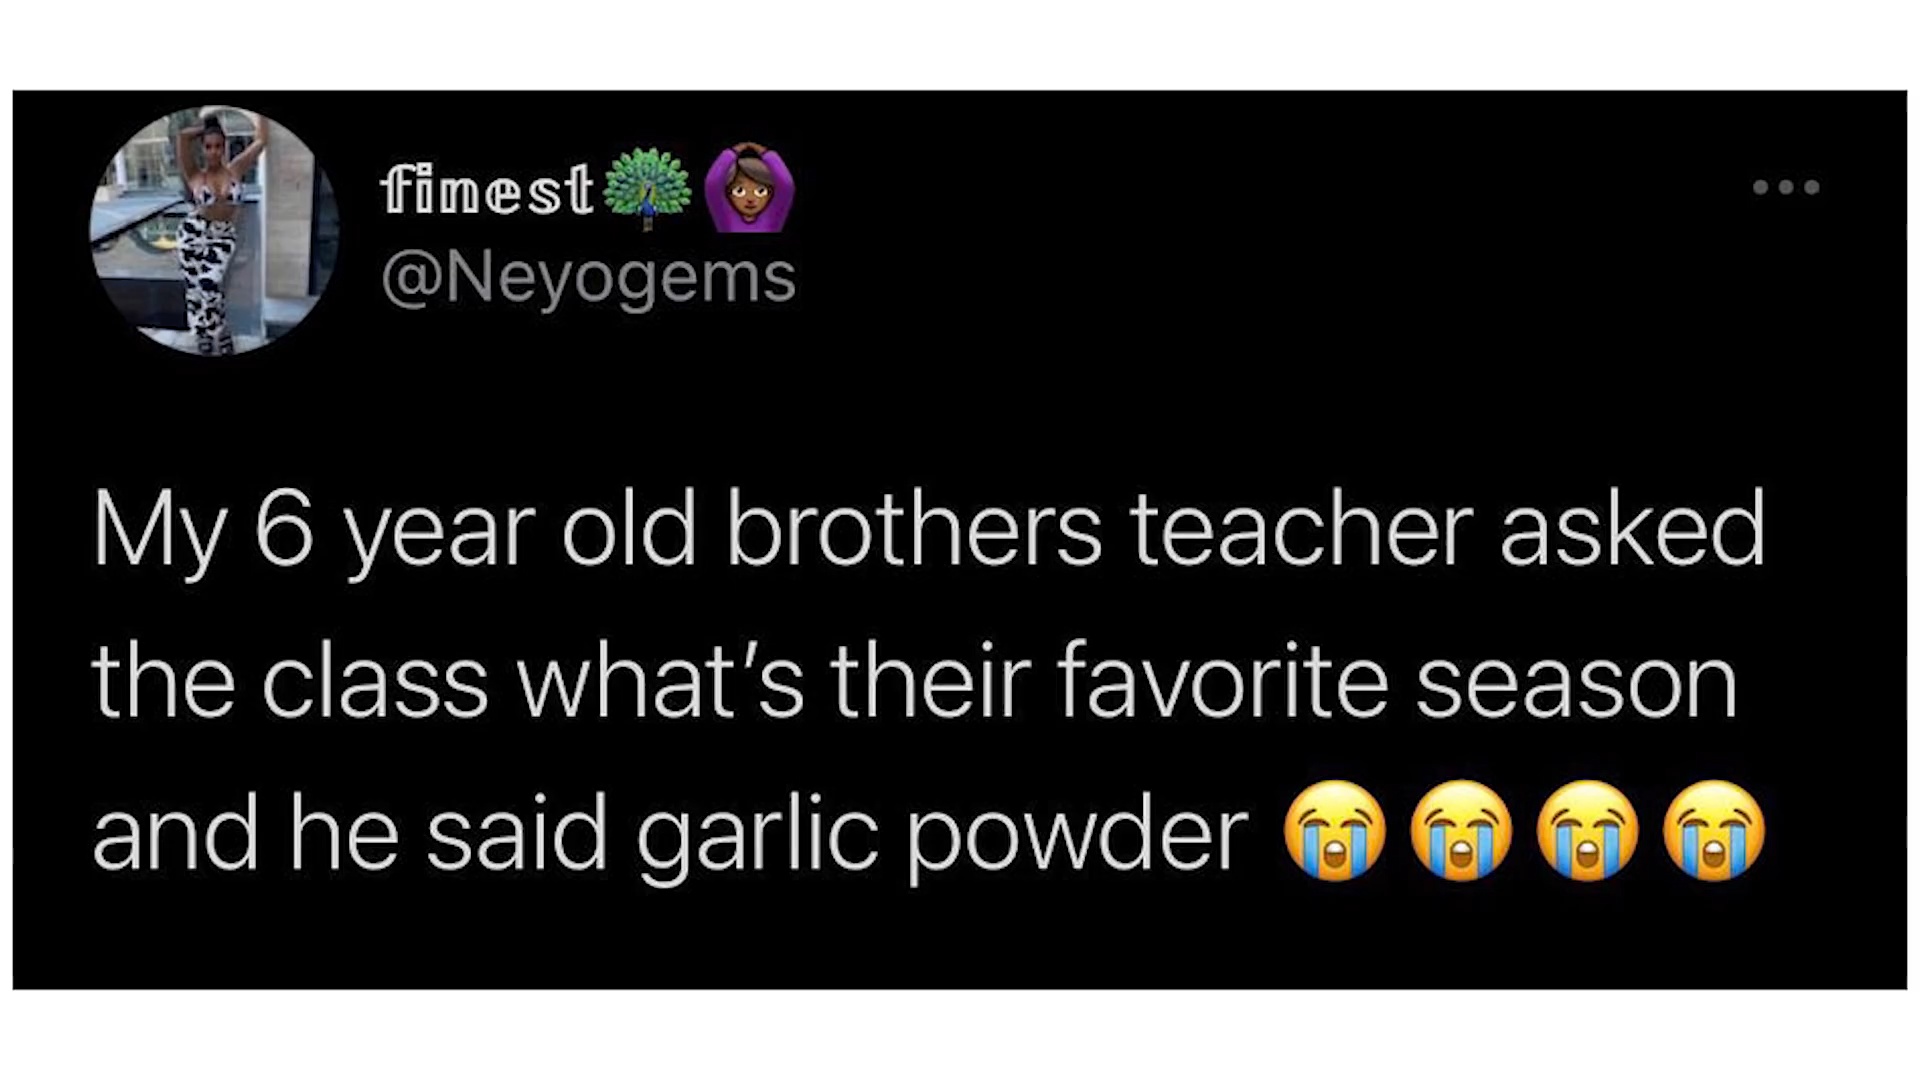 finest🦚🙆🏾‍♀️
@Neyogems
My 6 year old brothers teacher asked
the class what’s their favorite season
and he said garlic powder 😭😭😭😭